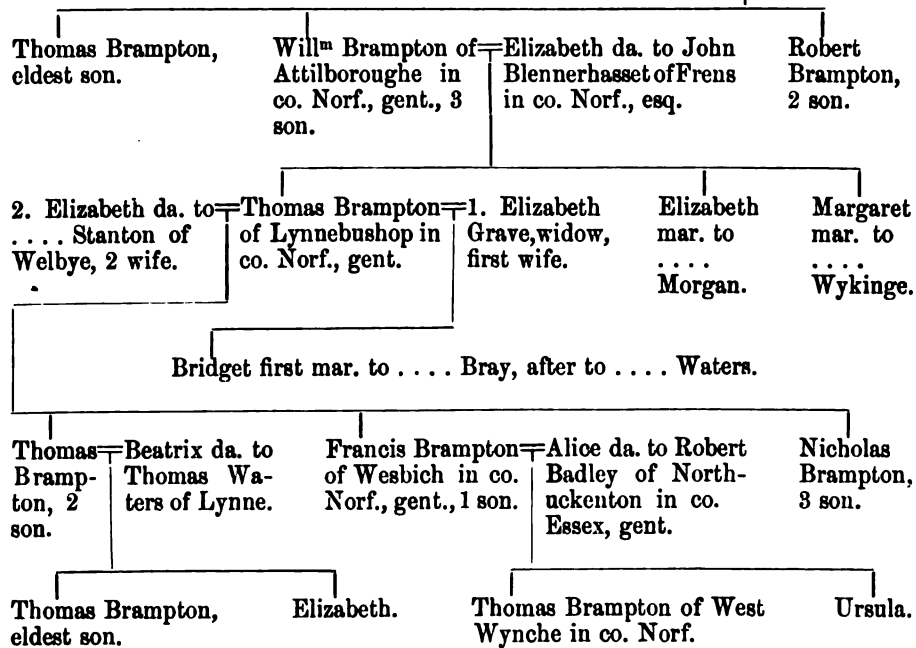 Thomas Brampton,
eldest son.
Will^m Brampton of
Attilboroughe in
co. Norf., gent., 3
son.
Elizabeth da. to John
Blennerhasset of Frens
in co. Norf., esq.
Robert
Brampton,
2 son.
2. Elizabeth da. to
.... Stanton of
Welbye, 2 wife.
Thomas Brampton
of Lynnebushop in
co. Norf., gent.
1. Elizabeth
Grave, widow,
first wife.
Elizabeth
mar. to
....
Morgan.
Margaret
mar. to
....
Wykinge.
Bridget first mar. to .... Bray, after to .... Waters.
Thomas
Bramp-
ton, 2
son.
Beatrix da. to
Thomas Wa-
ters of Lynne.
Francis Brampton
of Wesbich in co.
Norf., gent., 1 son.
Alice da. to Robert
Badley of North-
uckenton in co.
Essex, gent.
Nicholas
Brampton,
3 son.
Thomas Brampton,
eldest son.
Elizabeth.
Thomas Brampton of West
Wynche in co. Norf.
Ursula.